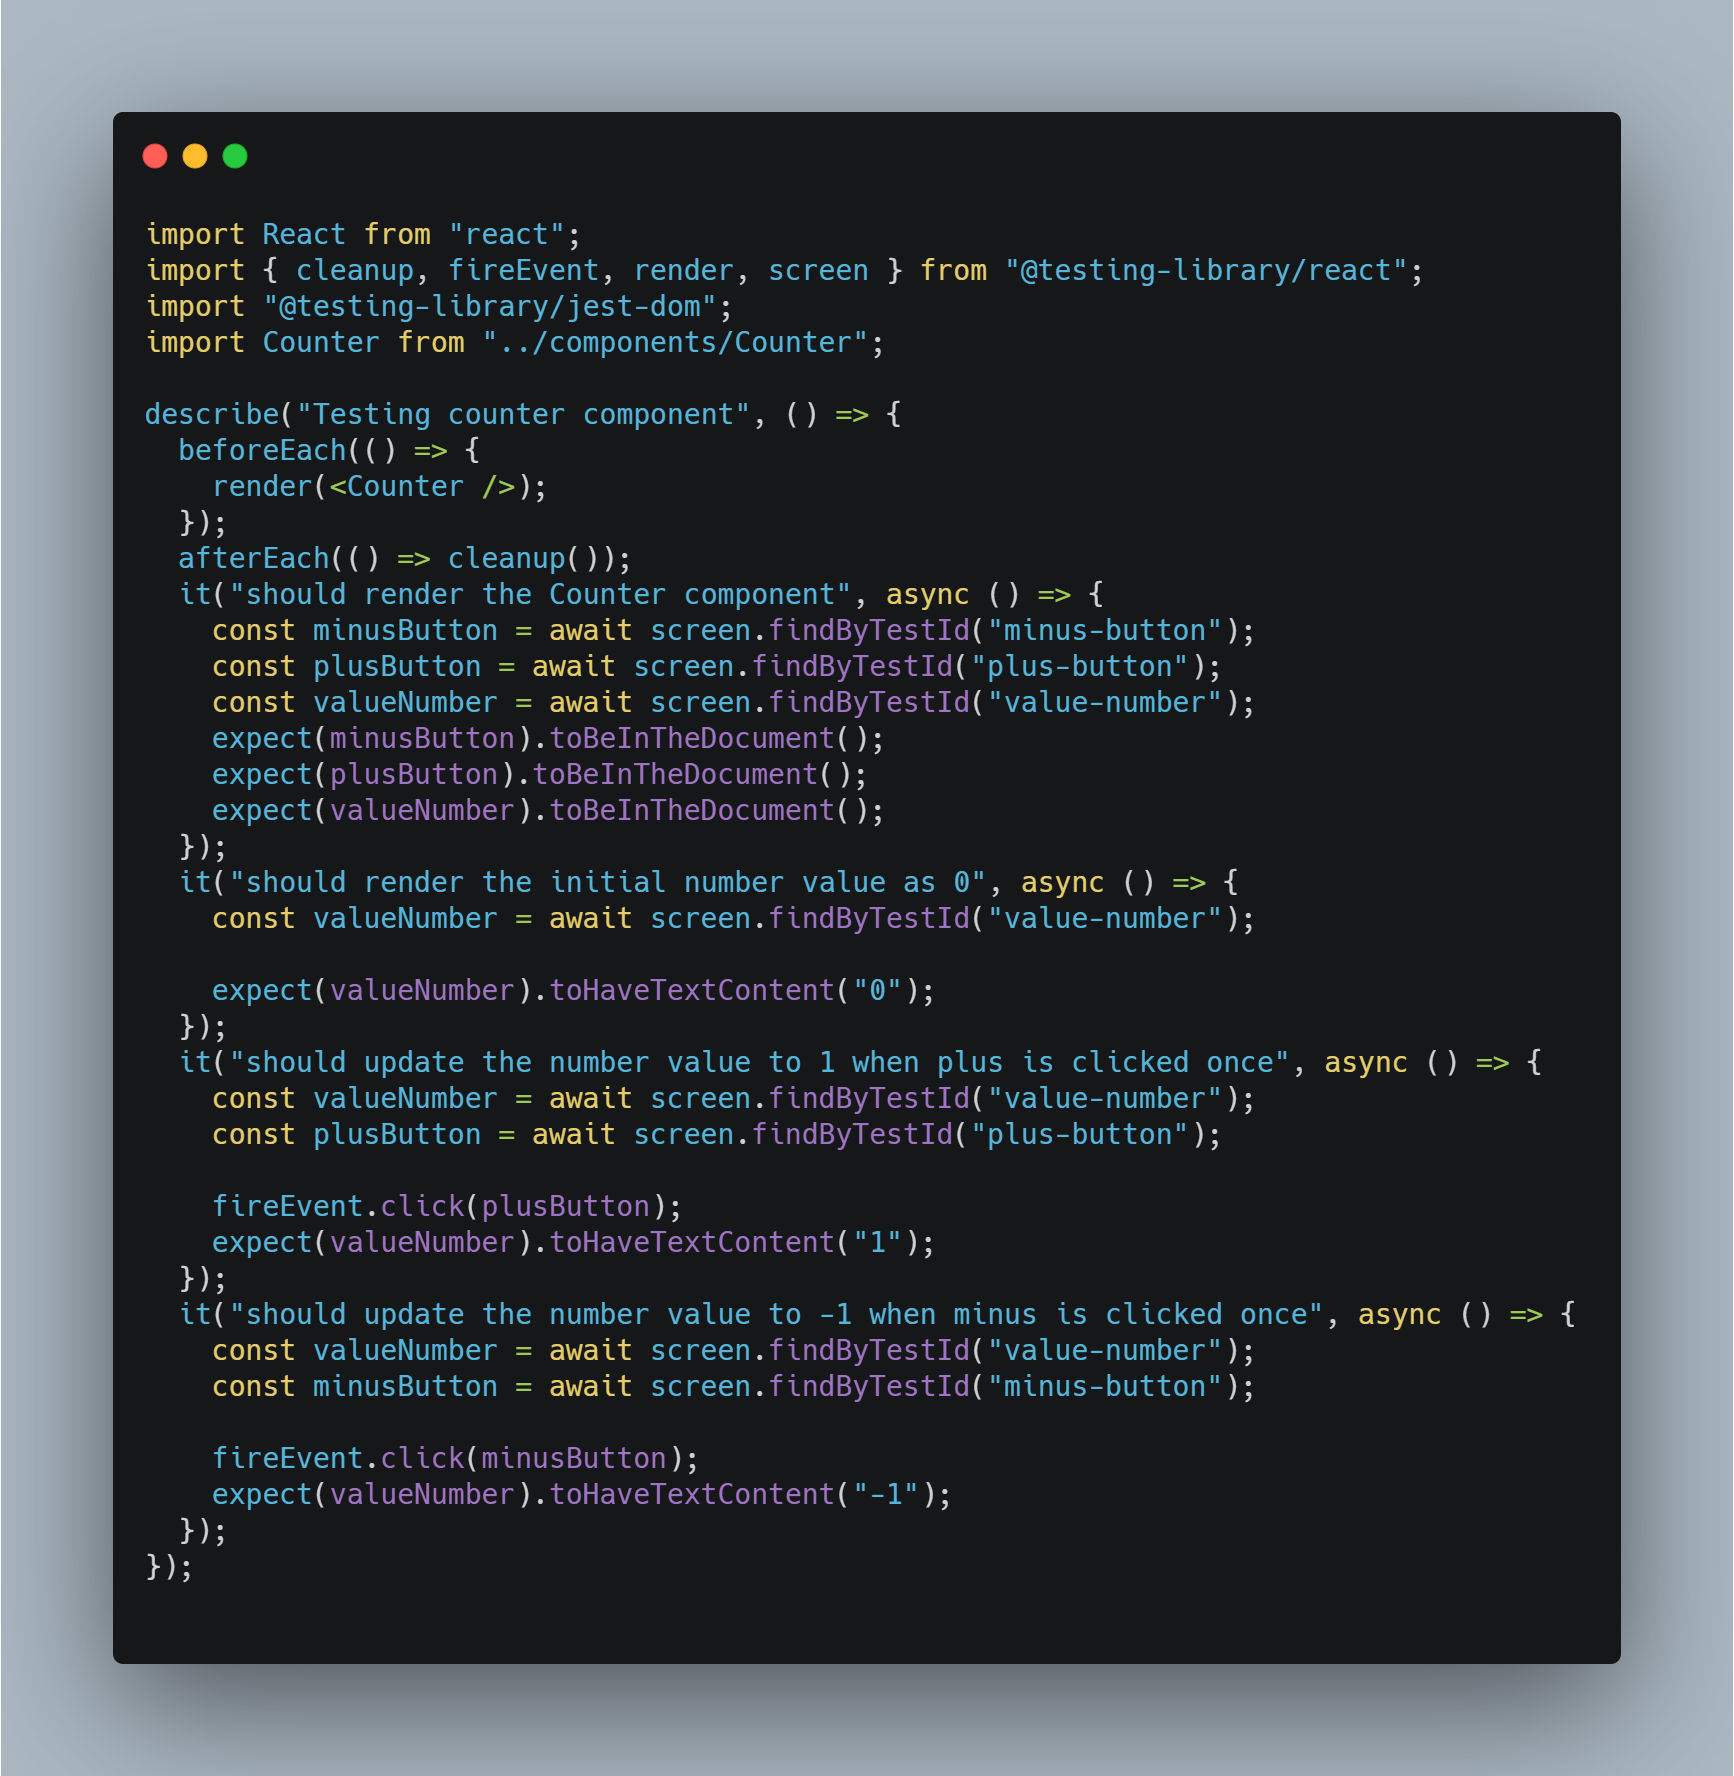 import React from "react";
import { cleanup, fireEvent, render, screen } from "@testing-library/react";
import "@testing-library/jest-dom";
import Counter from "../components/Counter";

describe("Testing counter component", () => {
  beforeEach(() => {
    render(<Counter />);
  });
  afterEach(() => cleanup());
  it("should render the Counter component", async () => {
    const minusButton = await screen.findByTestId("minus-button");
    const plusButton = await screen.findByTestId("plus-button");
    const valueNumber = await screen.findByTestId("value-number");
    expect(minusButton).toBeInTheDocument();
    expect(plusButton).toBeInTheDocument();
    expect(valueNumber).toBeInTheDocument();
  });
  it("should render the initial number value as 0", async () => {
    const valueNumber = await screen.findByTestId("value-number");

    expect(valueNumber).toHaveTextContent("0");
  });
  it("should update the number value to 1 when plus is clicked once", async () => {
    const valueNumber = await screen.findByTestId("value-number");
    const plusButton = await screen.findByTestId("plus-button");

    fireEvent.click(plusButton);
    expect(valueNumber).toHaveTextContent("1");
  });
  it("should update the number value to -1 when minus is clicked once", async () => {
    const valueNumber = await screen.findByTestId("value-number");
    const minusButton = await screen.findByTestId("minus-button");

    fireEvent.click(minusButton);
    expect(valueNumber).toHaveTextContent("-1");
  });
});